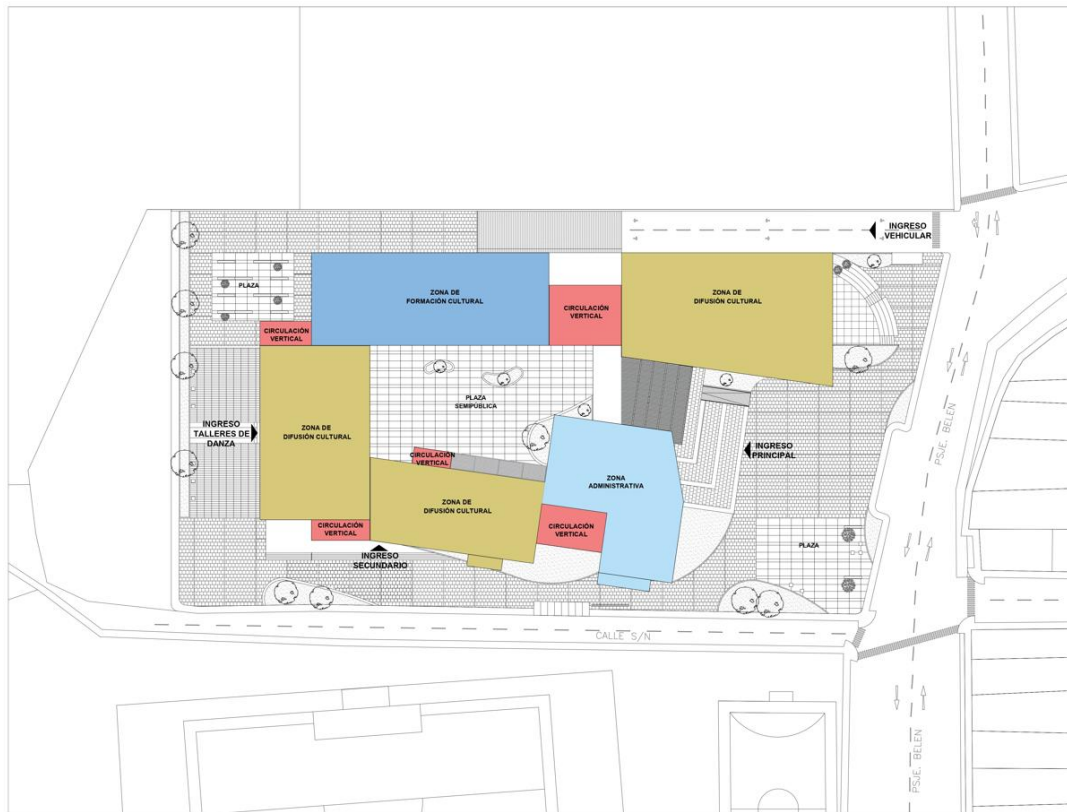 INGRESO
VEHICULAR
PSJE. BELEN
PLAZA
ZONA DE
FORMACIÓN CULTURAL
CIRCULACIÓN
VERTICAL
ZONA DE
DIFUSIÓN CULTURAL
CIRCULACIÓN
VERTICAL
PLAZA
SEMIPÚBLICA
INGRESO
TALLERES DE
DANZA
ZONA DE
DIFUSIÓN CULTURAL
INGRESO
PRINCIPAL
CIRCULACIÓN
VERTICAL
ZONA
ADMINISTRATIVA
ZONA DE
DIFUSIÓN CULTURAL
CIRCULACIÓN
VERTICAL
CIRCULACIÓN
VERTICAL
PLAZA
INGRESO
SECUNDARIO
CALLE S/N
PSJE. BELEN